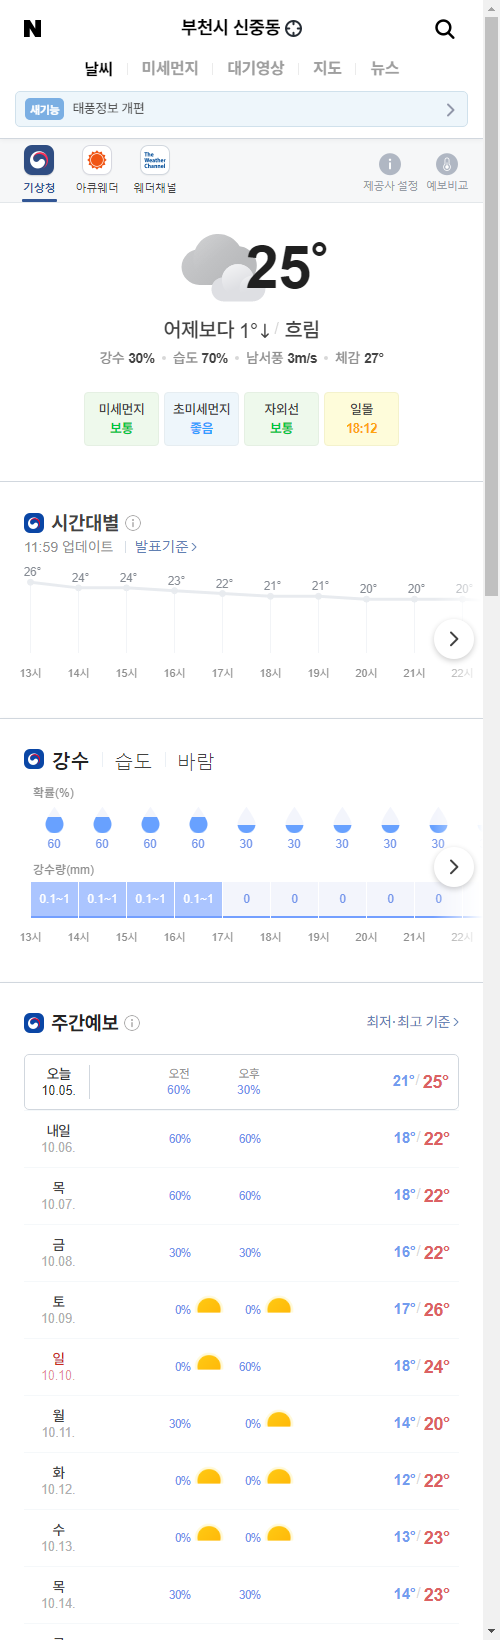 N
부천시 신중동
날씨 미세먼지 대기영상 지도 뉴스
새기능 태풍정보 개편
The Weather Channel
기상청 아큐웨더 웨더채널 제공사 설정 예보비교
25°
어제보다 1°↓ / 흐림
강수 30% • 습도 70% • 남서풍 3m/s • 체감 27°
미세먼지 초미세먼지 자외선 일몰
보통 좋음 보통 18:12
시간대별
11:59 업데이트 발표기준 >
26° 24° 24° 23° 22° 21° 21° 20° 20° 20°
13시 14시 15시 16시 17시 18시 19시 20시 21시 22시
강수 습도 바람
확률(%)
60 60 60 60 30 30 30 30 30
강수량(mm)
0.1~1 0.1~1 0.1~1 0.1~1 0 0 0 0 0
13시 14시 15시 16시 17시 18시 19시 20시 21시 22시
주간예보 최저·최고 기준 >
오늘 오전 오후
10.05. 60% 30% 21° / 25°
내일
10.06. 60% 60% 18° / 22°
목
10.07. 60% 60% 18° / 22°
금
10.08. 30% 30% 16° / 22°
토
10.09. 0% 0% 17° / 26°
일
10.10. 0% 60% 18° / 24°
월
10.11. 30% 0% 14° / 20°
화
10.12. 0% 0% 12° / 22°
수
10.13. 0% 0% 13° / 23°
목
10.14. 30% 30% 14° / 23°